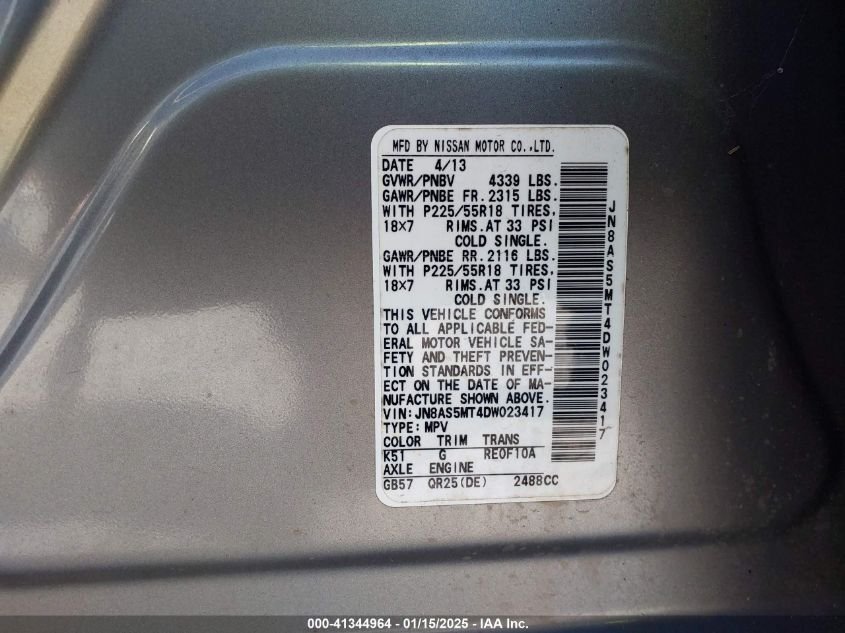 MFD BY NISSAN MOTOR CO.,LTD.
DATE 4/13
GVWR/PNBV 4339 LBS.
GAWR/PNBE FR.2315 LBS.
WITH P225/55R18 TIRES,
18×7 RIMS.AT 33 PSI
COLD SINGLE.
GAWR/PNBE RR.2116 LBS.
WITH P225/55R18 TIRES,
18×7 RIMS.AT 33 PSI
COLD SINGLE.
THIS VEHICLE CONFORMS
TO ALL APPLICABLE FED-
ERAL MOTOR VEHICLE SA-
FETY AND THEFT PREVEN-
TION STANDARDS IN EFF-
ECT ON THE DATE OF MA-
NUFACTURE SHOWN ABOVE.
VIN:JN8AS5MT4DW023417
TYPE:MPV
COLOR TRIM TRANS
K51 G RE0F10A
AXLE ENGINE
GB57 QR25(DE) 2488CC
JN8AS5MT4DW023417
000-41344964 — 01/15/2025 — IAA Inc.